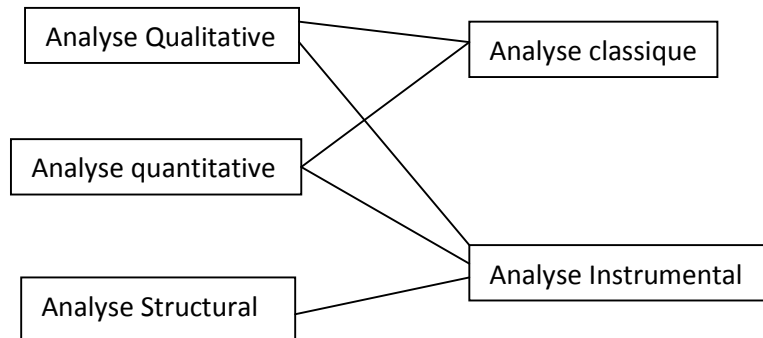 Analyse Qualitative
Analyse classique
Analyse quantitative
Analyse Instrumental
Analyse Structural